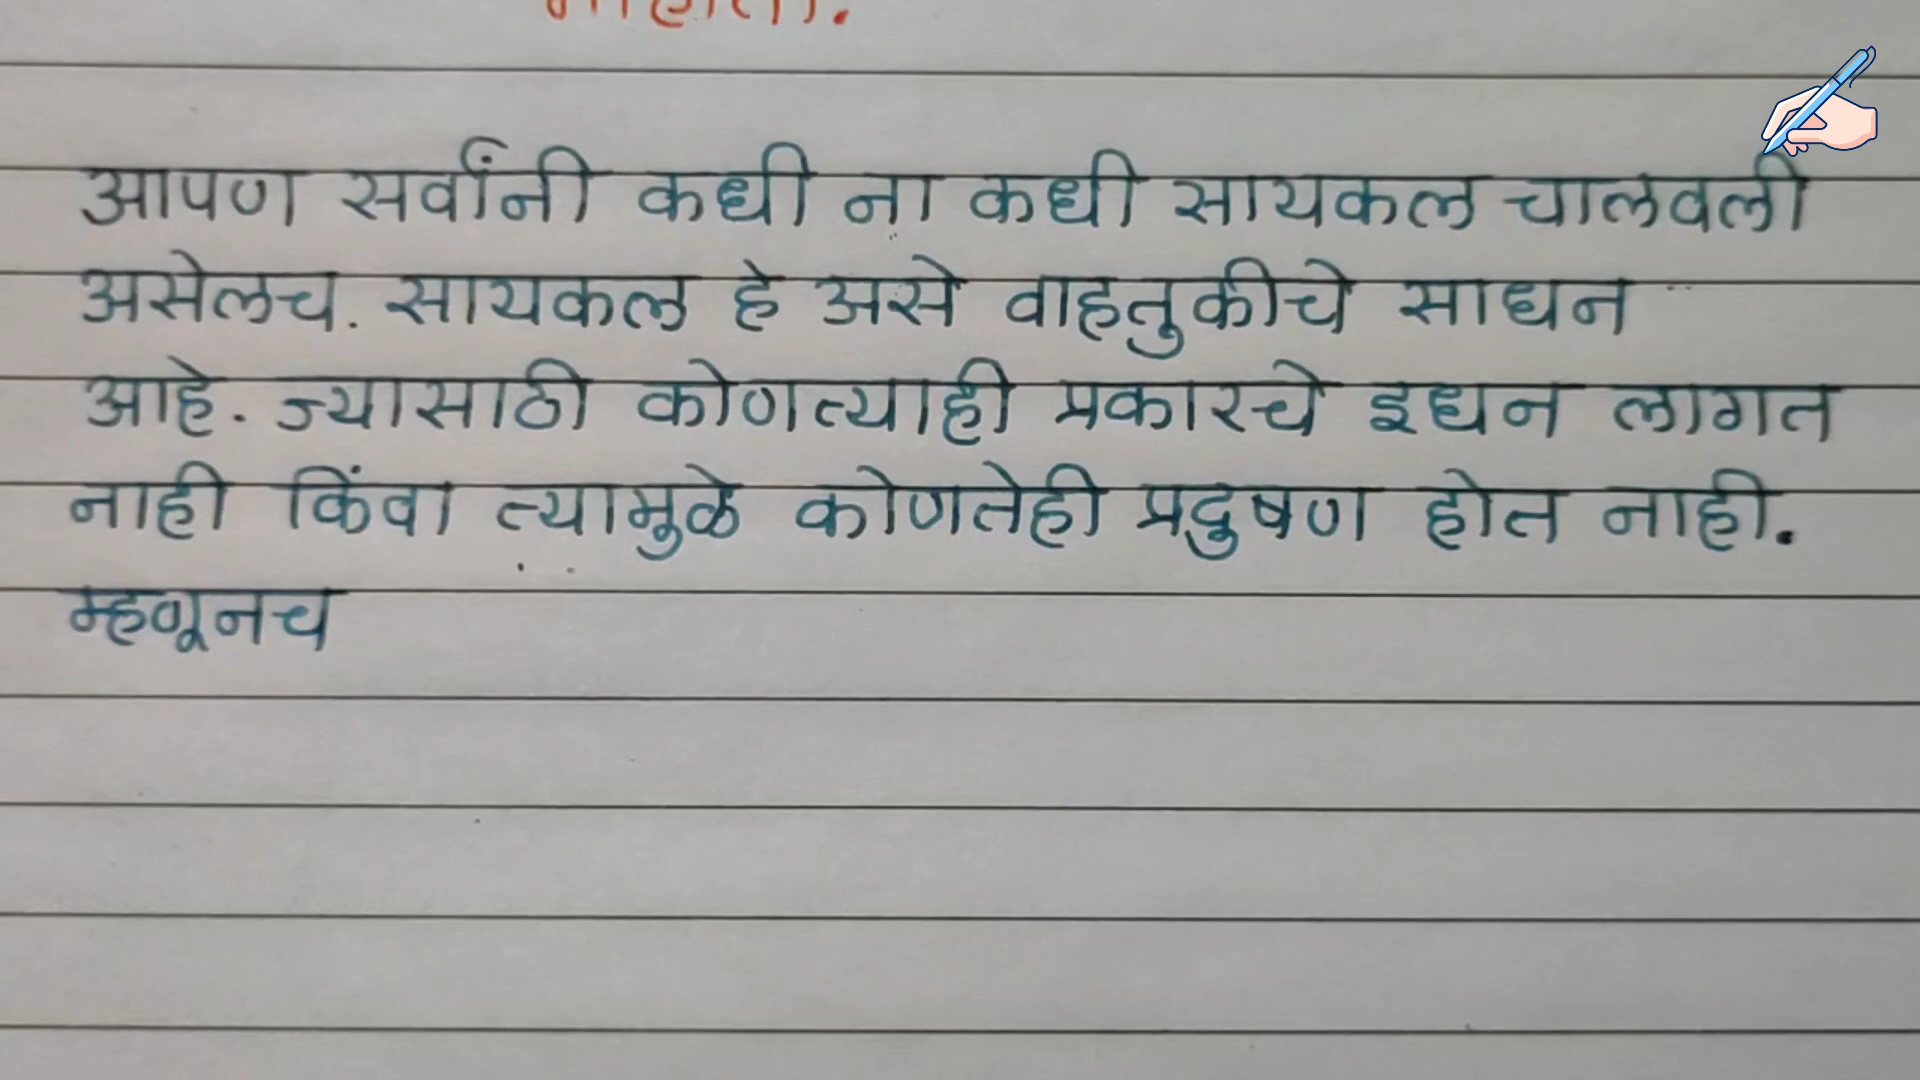 आपण सर्वांनी कधी ना कधी सायकल चालवली
असेलच. सायकल हे असे वाहतुकीचे साधन
आहे. ज्यासाठी कोणत्याही प्रकारचे इधन लागत
नाही किंवा त्यामुळे कोणतेही प्रदुषण होत नाही.
म्हणूनच